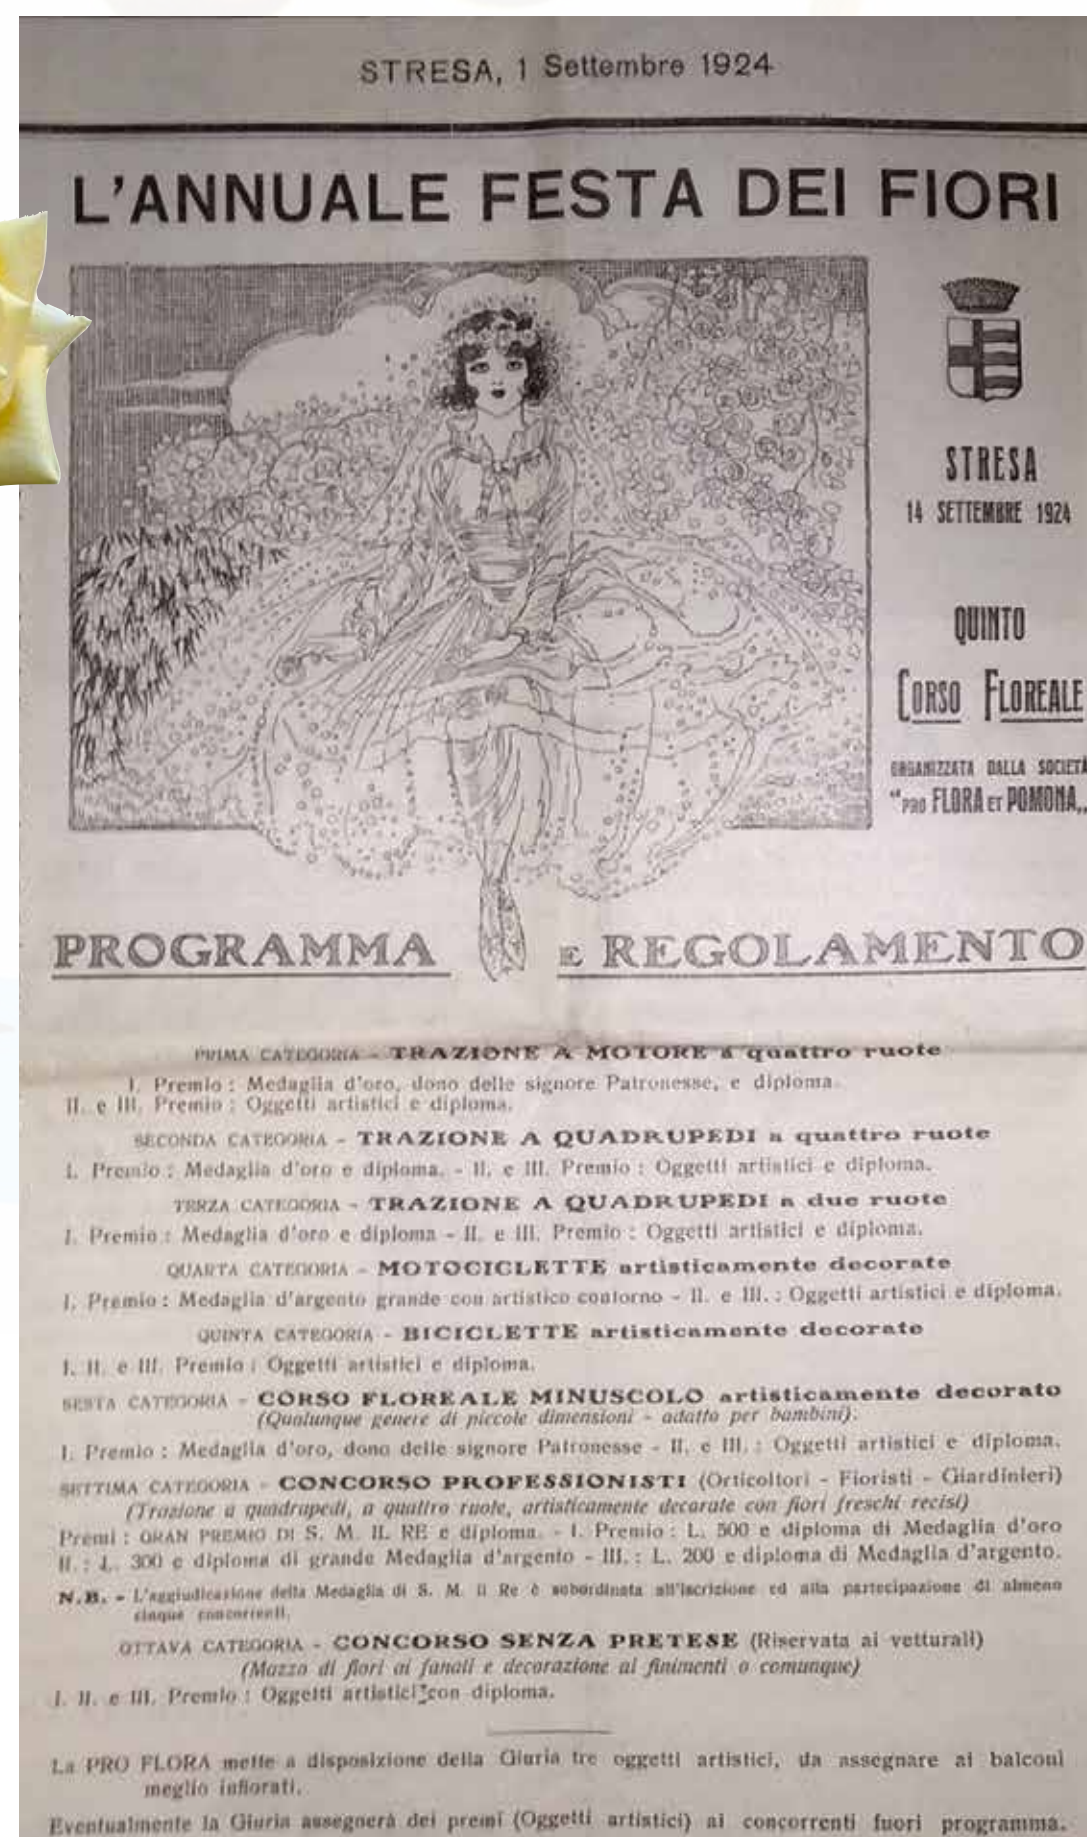 STRESA, 1 Settembre 1924
L'ANNUALE FESTA DEI FIORI
STRESA
14 SETTEMBRE 1924
QUINTO
CORSO FLOREALE
ORGANIZZATA DALLA SOCIETÀ
"PRO FLORA ET POMONA„
PROGRAMMA E REGOLAMENTO
PRIMA CATEGORIA - TRAZIONE A MOTORE a quattro ruote
I. Premio : Medaglia d'oro, dono delle signore Patronesse, e diploma.
II. e III. Premio : Oggetti artistici e diploma.
SECONDA CATEGORIA - TRAZIONE A QUADRUPEDI a quattro ruote
I. Premio : Medaglia d'oro e diploma. - II. e III. Premio : Oggetti artistici e diploma.
TERZA CATEGORIA - TRAZIONE A QUADRUPEDI a due ruote
I. Premio : Medaglia d'oro e diploma - II. e III. Premio : Oggetti artistici e diploma.
QUARTA CATEGORIA - MOTOCICLETTE artisticamente decorate
I. Premio : Medaglia d'argento grande con artistico contorno - II. e III. : Oggetti artistici e diploma.
QUINTA CATEGORIA - BICICLETTE artisticamente decorate
I. II. e III. Premio : Oggetti artistici e diploma.
SESTA CATEGORIA - CORSO FLOREALE MINUSCOLO artisticamente decorato
(Qualunque genere di piccole dimensioni - adatto per bambini).
I. Premio : Medaglia d'oro, dono delle signore Patronesse - II. e III. : Oggetti artistici e diploma.
SETTIMA CATEGORIA - CONCORSO PROFESSIONISTI (Orticoltori - Fioristi - Giardinieri)
(Trazione a quadrupedi, a quattro ruote, artisticamente decorate con fiori freschi recisi)
Premi : GRAN PREMIO DI S. M. IL RE e diploma. - I. Premio : L. 500 e diploma di Medaglia d'oro
II. : L. 300 e diploma di grande Medaglia d'argento - III. : L. 200 e diploma di Medaglia d'argento.
N.B. - L'aggiudicazione della Medaglia di S. M. il Re è subordinata all'iscrizione ed alla partecipazione di almeno
cinque concorrenti.
OTTAVA CATEGORIA - CONCORSO SENZA PRETESE (Riservata ai vetturali)
(Mazzo di fiori ai fanali e decorazione ai finimenti o comunque)
I. II. e III. Premio : Oggetti artistici con diploma.
La PRO FLORA mette a disposizione della Giuria tre oggetti artistici, da assegnare ai balconi
meglio infiorati.
Eventualmente la Giuria assegnerà dei premi (Oggetti artistici) ai concorrenti fuori programma.